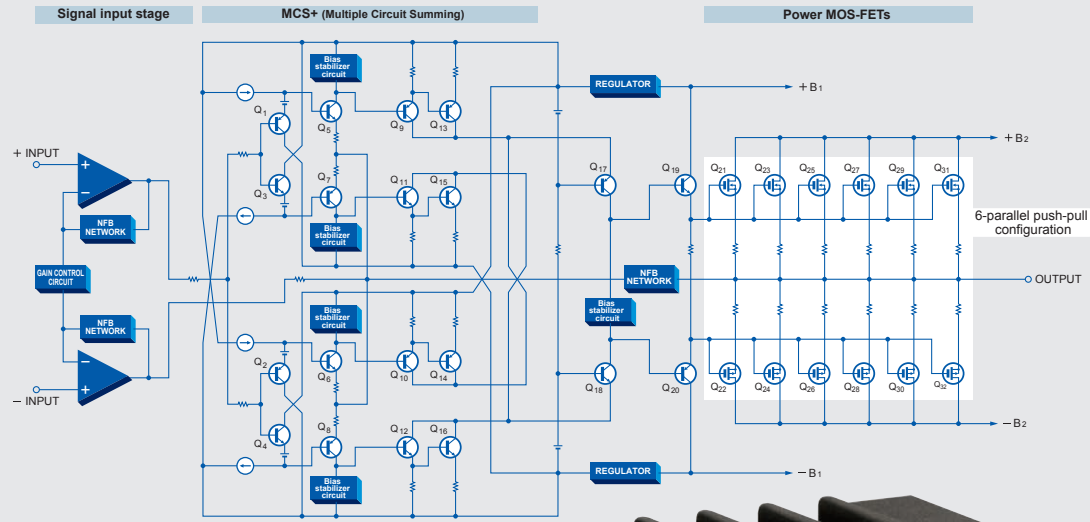 Signal input stage
MCS+ (Multiple Circuit Summing)
Power MOS-FETs
Bias
stabilizer
circuit
REGULATOR
+B1
Q1
Q5
Q9
Q13
+B2
+ INPUT
+
−
Q3
Q7
Q11
Q15
Q17
Q19
Q21
Q23
Q25
Q27
Q29
Q31
NFB
NETWORK
Bias
stabilizer
circuit
6-parallel push-pull
configuration
GAIN CONTROL
CIRCUIT
NFB
NETWORK
OUTPUT
NFB
NETWORK
Bias
stabilizer
circuit
Bias
stabilizer
circuit
−
+
− INPUT
Q2
Q6
Q10
Q14
Q18
Q20
Q22
Q24
Q26
Q28
Q30
Q32
Q4
Q8
Q12
Q16
−B2
Bias
stabilizer
circuit
REGULATOR
−B1